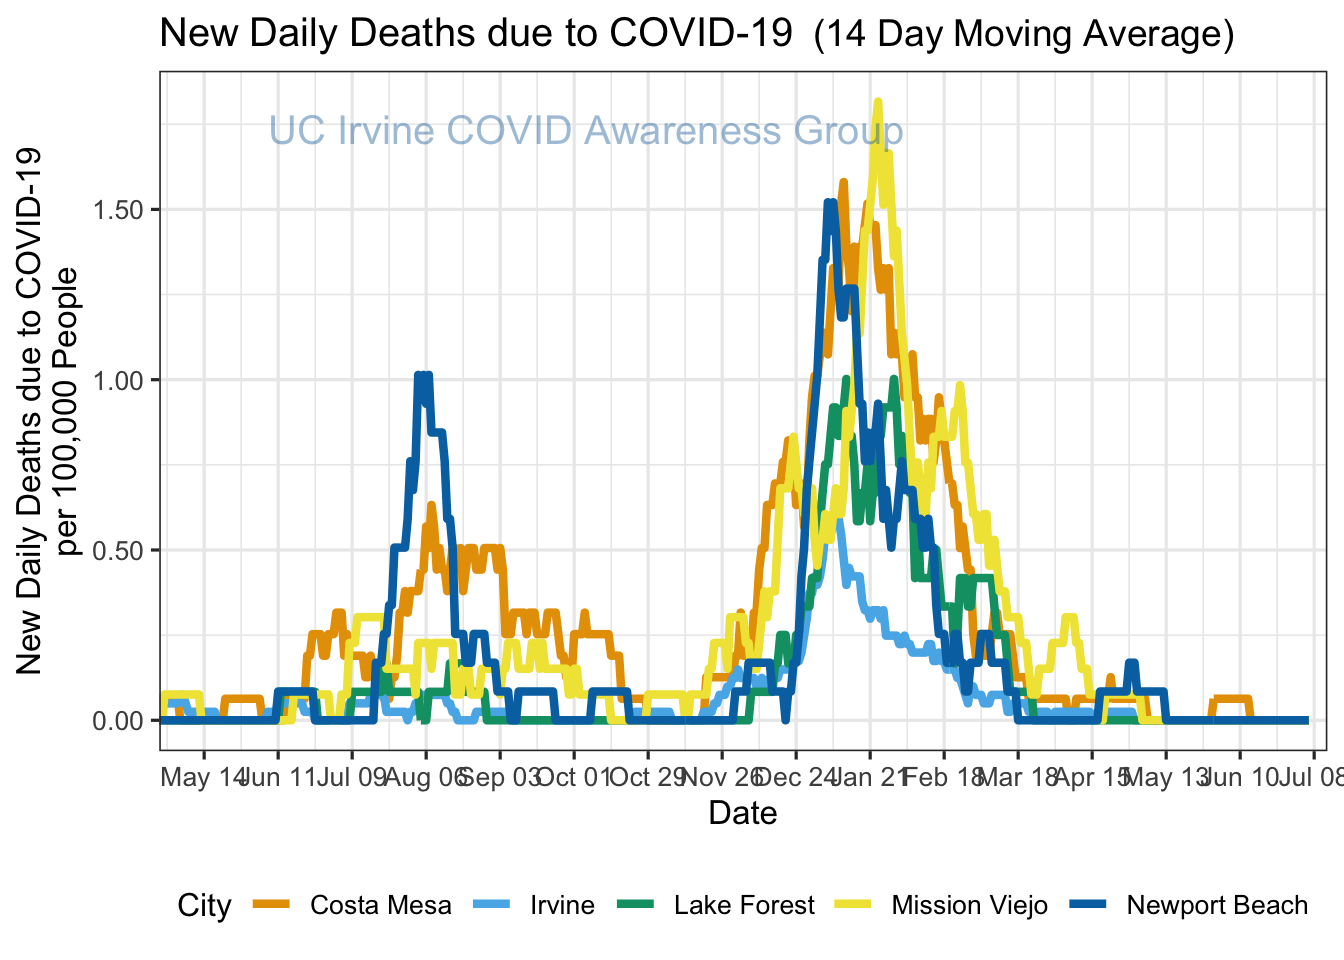 New Daily Deaths due to COVID-19 (14 Day Moving Average)
UC Irvine COVID Awareness Group
New Daily Deaths due to COVID-19
per 100,000 People
1.50
1.00
0.50
0.00
May 14 Jun 11 Jul 09 Aug 06 Sep 03 Oct 01 Oct 29 Nov 26 Dec 24 Jan 21 Feb 18 Mar 18 Apr 15 May 13 Jun 10 Jul 08
Date
City Costa Mesa Irvine Lake Forest Mission Viejo Newport Beach